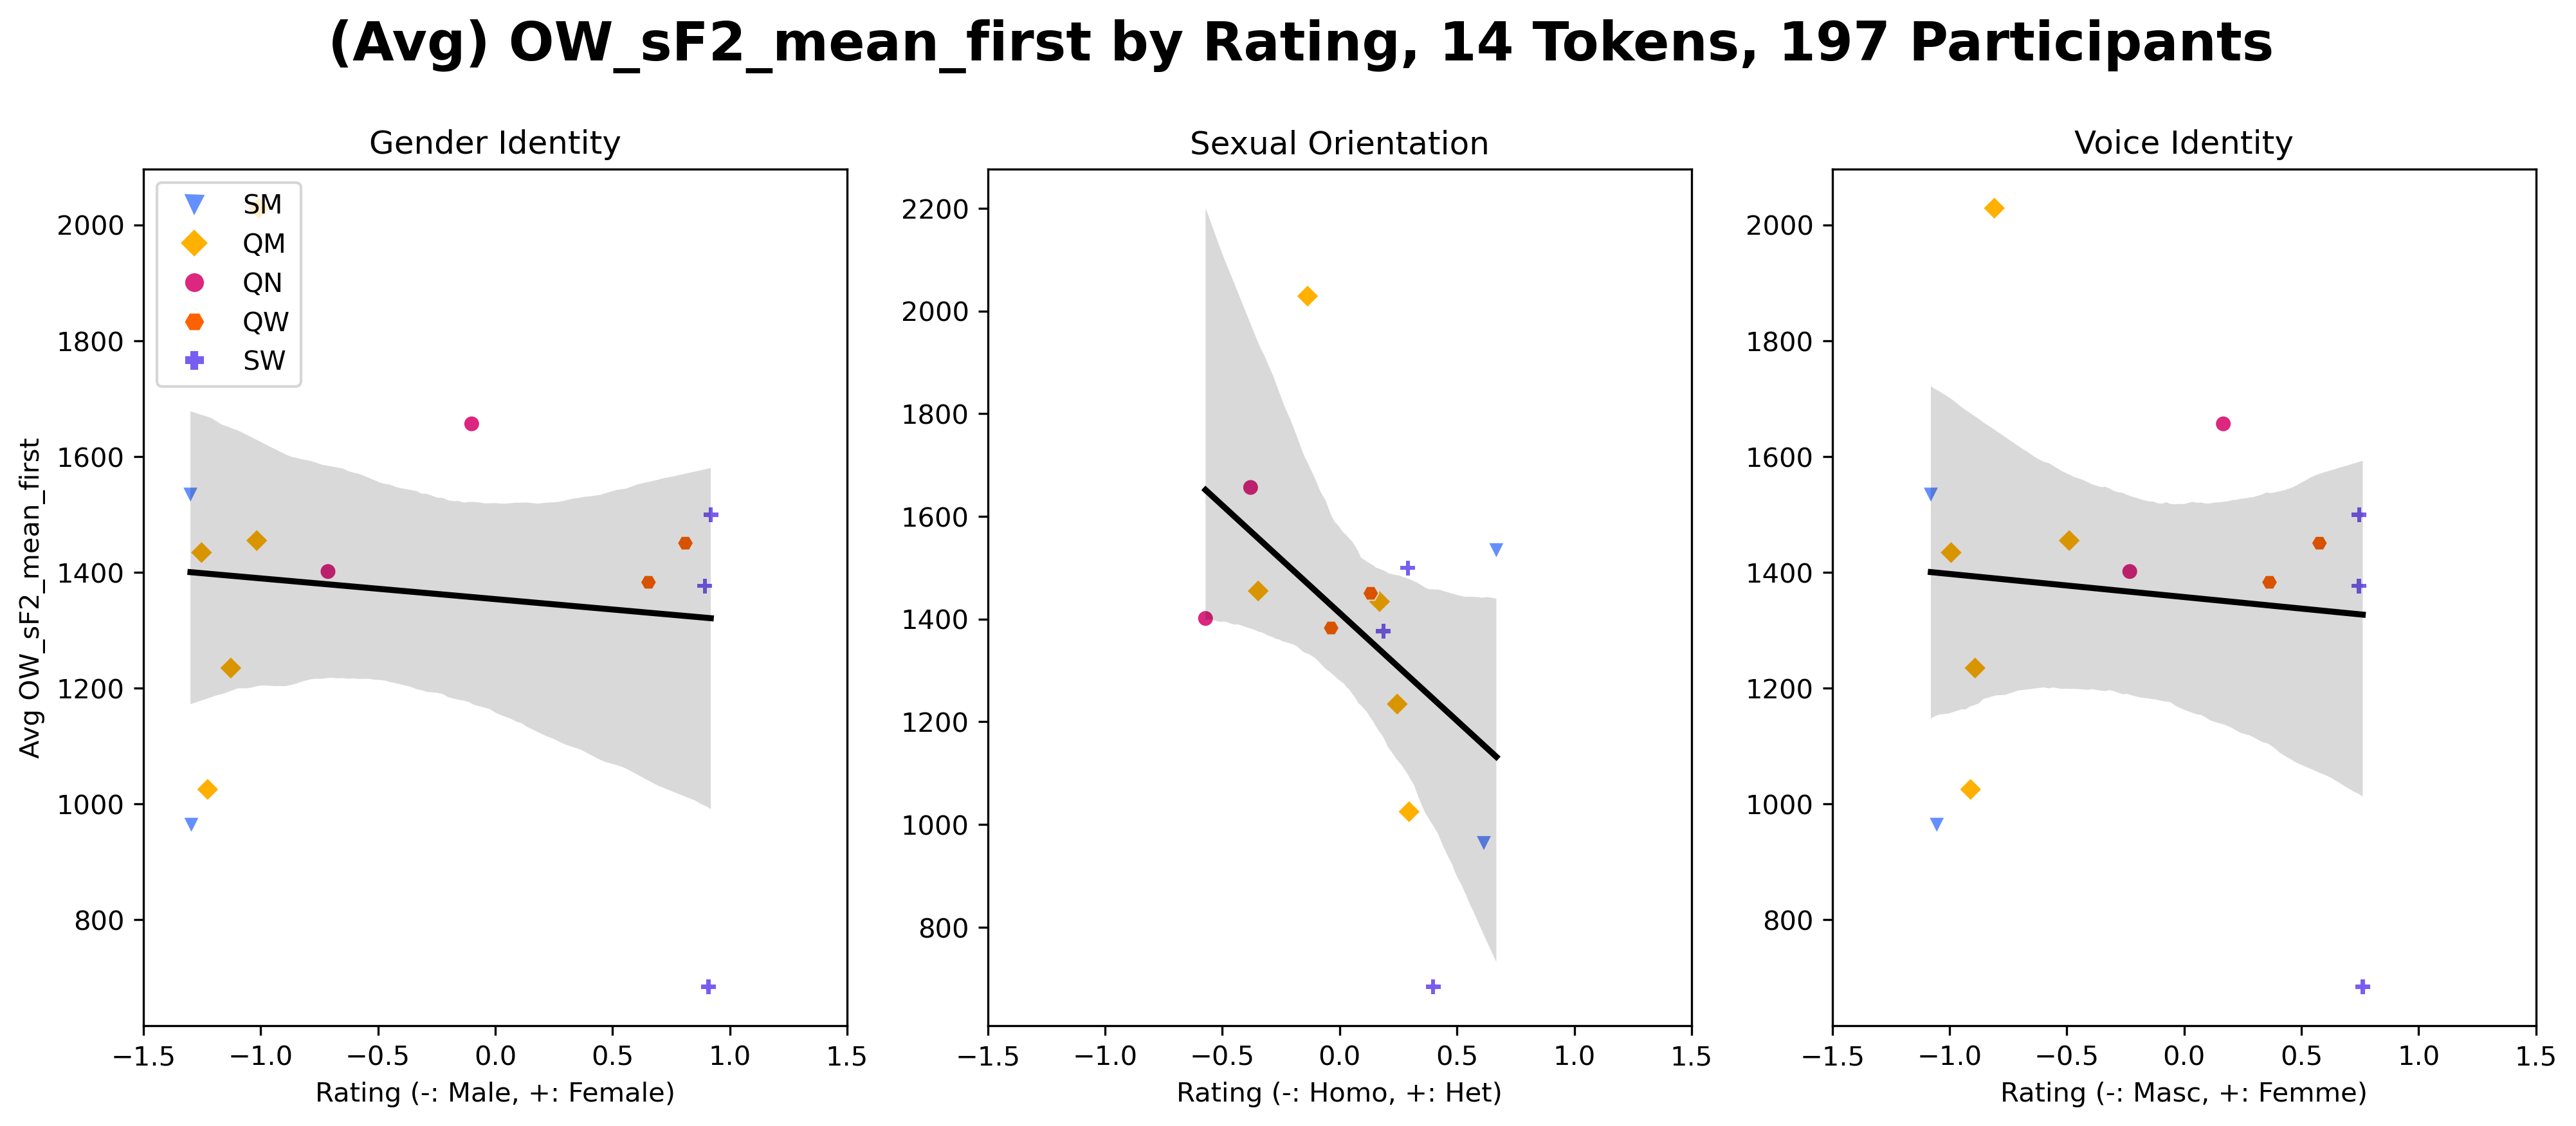 (Avg) OW_sF2_mean_first by Rating, 14 Tokens, 197 Participants
Gender Identity
Sexual Orientation
Voice Identity
SM
QM
QN
QW
SW
Avg OW_sF2_mean_first
2000
1800
1600
1400
1200
1000
800
2200
2000
1800
1600
1400
1200
1000
800
2000
1800
1600
1400
1200
1000
800
−1.5 −1.0 −0.5 0.0 0.5 1.0 1.5
−1.5 −1.0 −0.5 0.0 0.5 1.0 1.5
−1.5 −1.0 −0.5 0.0 0.5 1.0 1.5
Rating (-: Male, +: Female)
Rating (-: Homo, +: Het)
Rating (-: Masc, +: Femme)